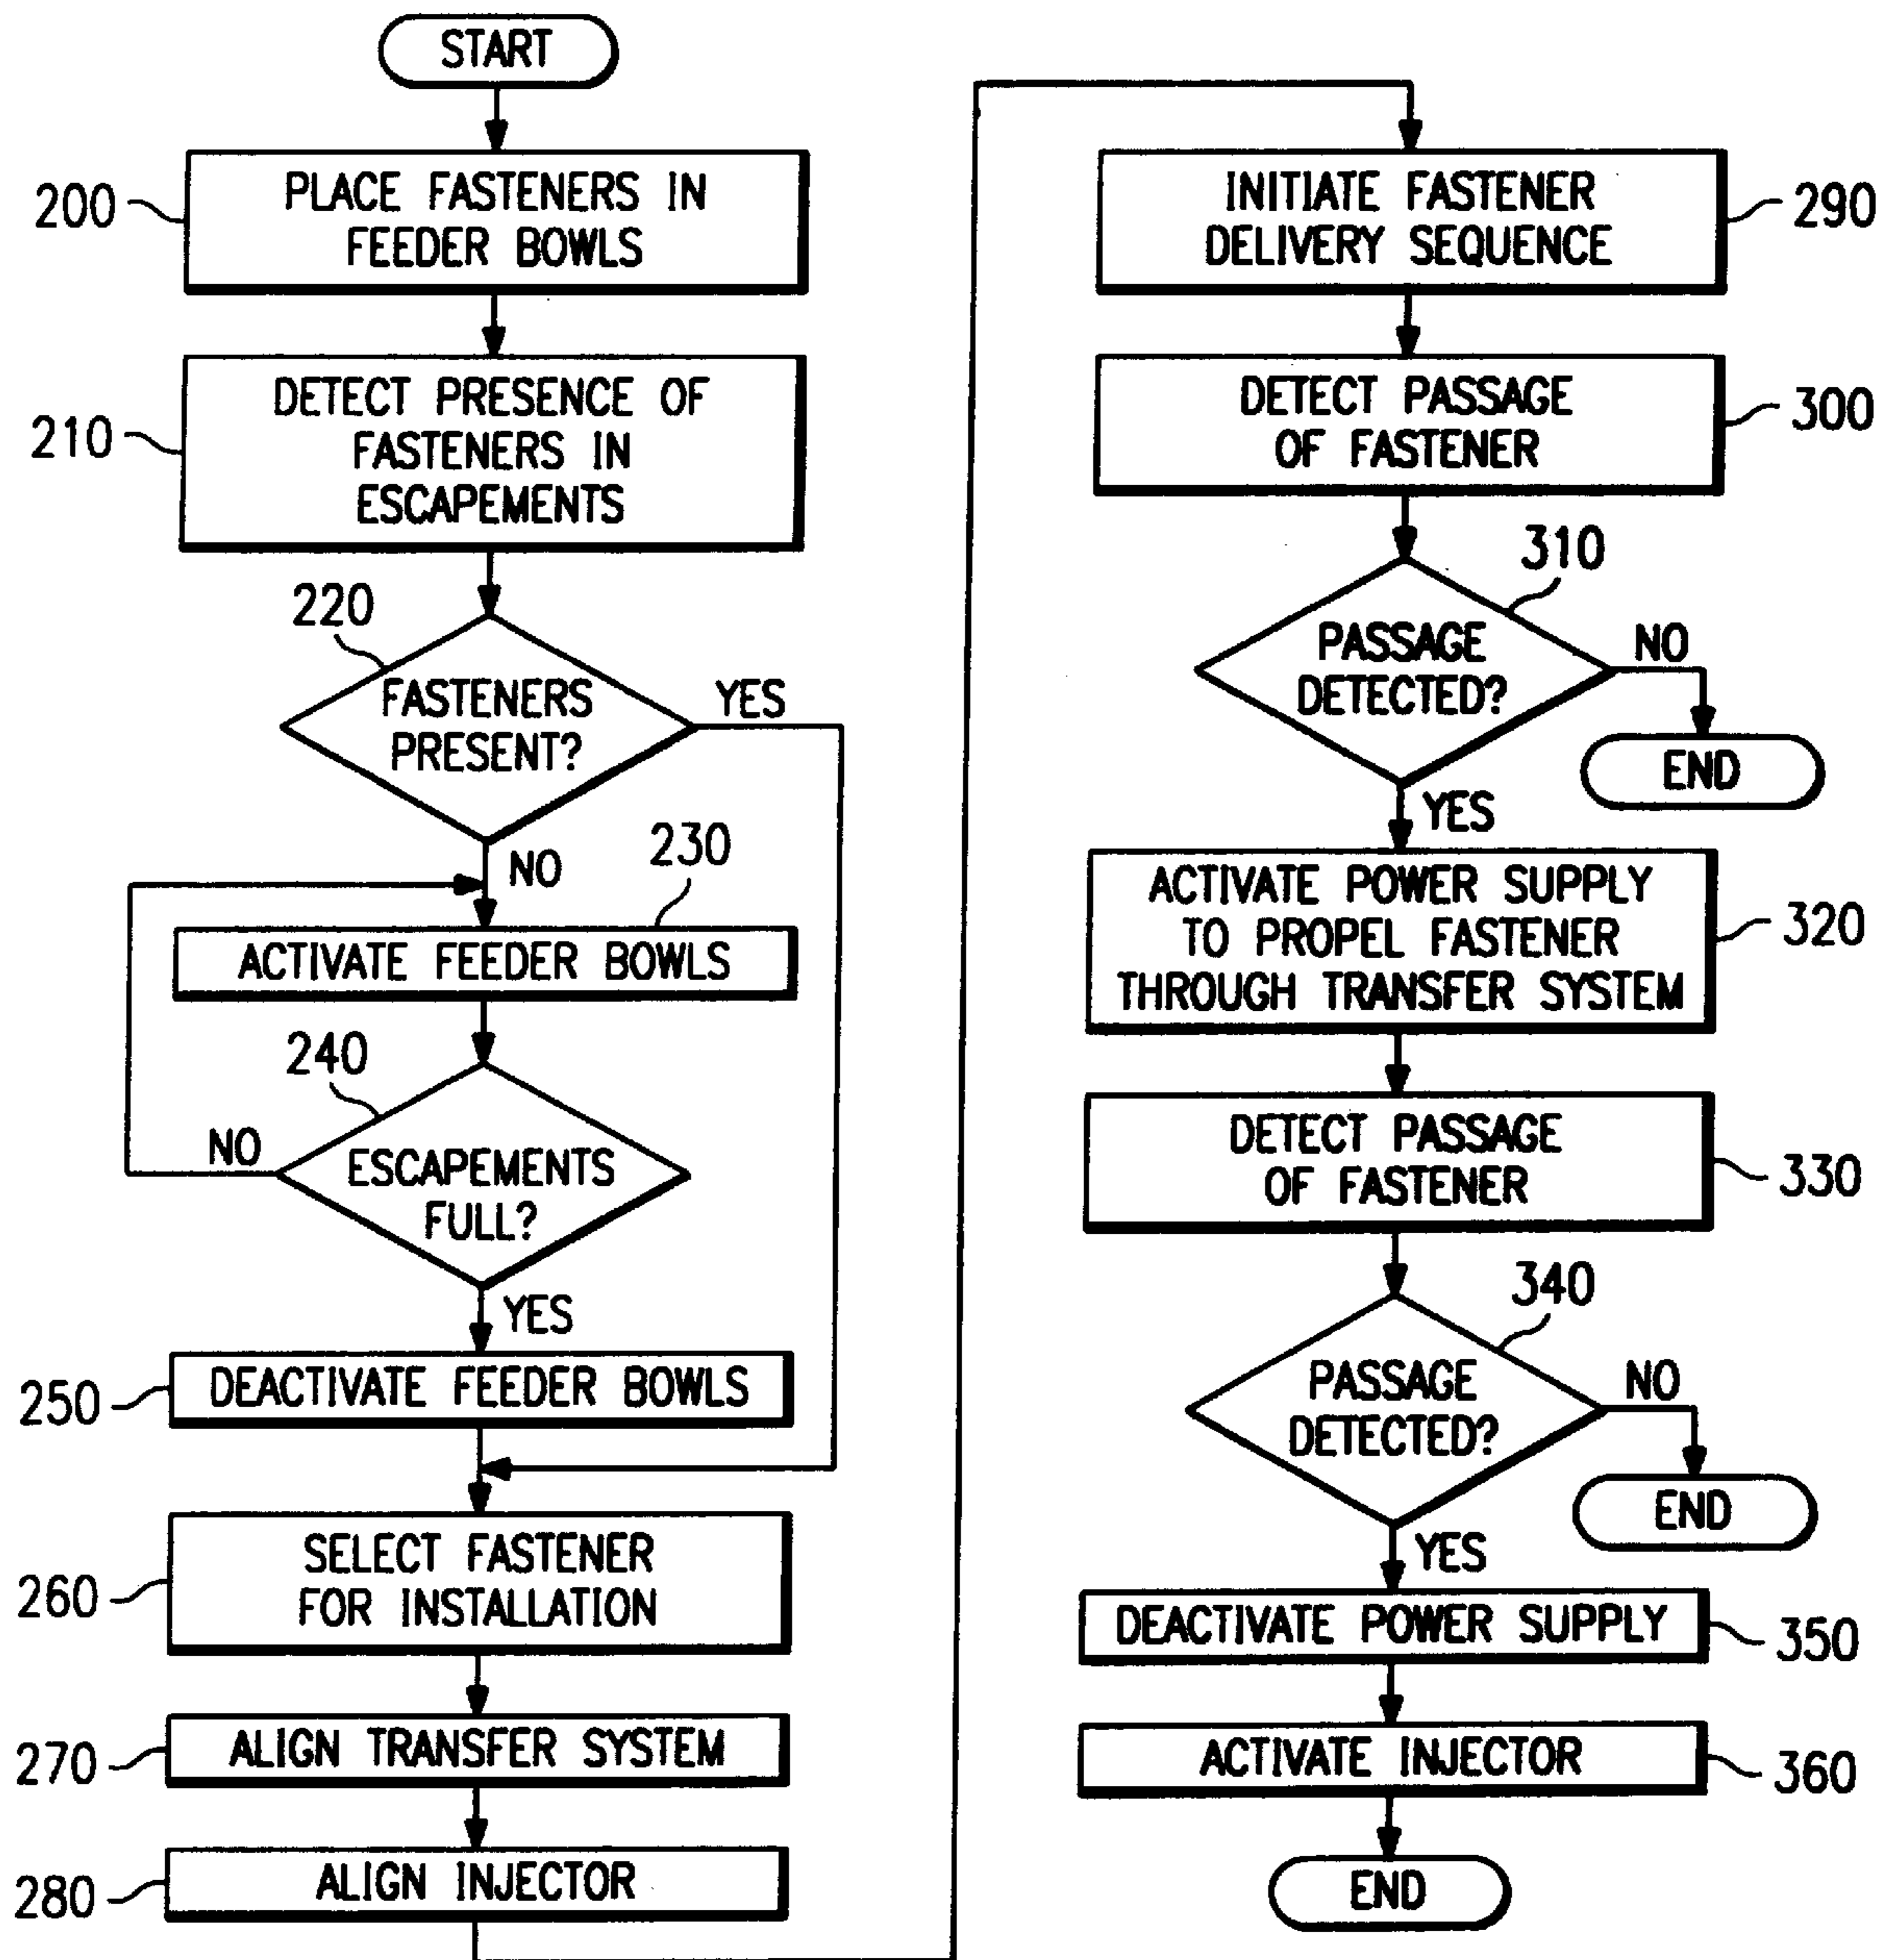 START
200
PLACE FASTENERS IN
FEEDER BOWLS
210
DETECT PRESENCE OF
FASTENERS IN
ESCAPEMENTS
220
FASTENERS
PRESENT?
YES
NO
230
ACTIVATE FEEDER BOWLS
240
NO
ESCAPEMENTS
FULL?
YES
250
DEACTIVATE FEEDER BOWLS
260
SELECT FASTENER
FOR INSTALLATION
270
ALIGN TRANSFER SYSTEM
280
ALIGN INJECTOR
INITIATE FASTENER
DELIVERY SEQUENCE
290
DETECT PASSAGE
OF FASTENER
300
310
PASSAGE
DETECTED?
NO
END
YES
ACTIVATE POWER SUPPLY
TO PROPEL FASTENER
THROUGH TRANSFER SYSTEM
320
DETECT PASSAGE
OF FASTENER
330
340
PASSAGE
DETECTED?
NO
END
YES
DEACTIVATE POWER SUPPLY
350
ACTIVATE INJECTOR
360
END